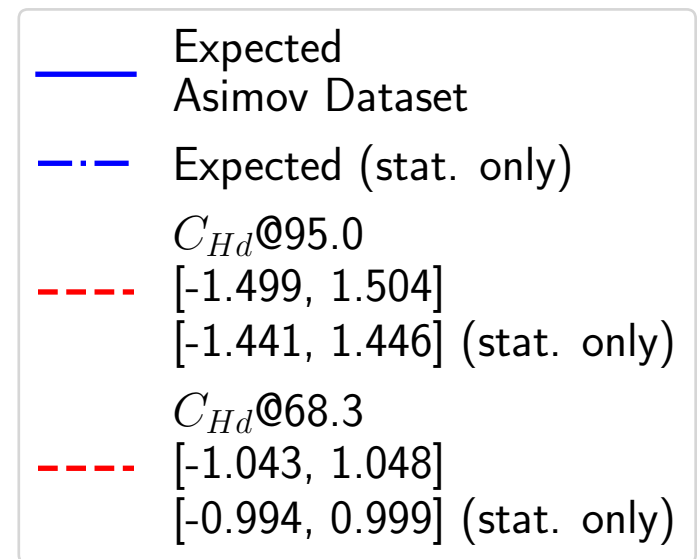 Expected
Asimov Dataset
Expected (stat. only)
$C_{Hd}$@95.0
[-1.499, 1.504]
[-1.441, 1.446] (stat. only)
$C_{Hd}$@68.3
[-1.043, 1.048]
[-0.994, 0.999] (stat. only)